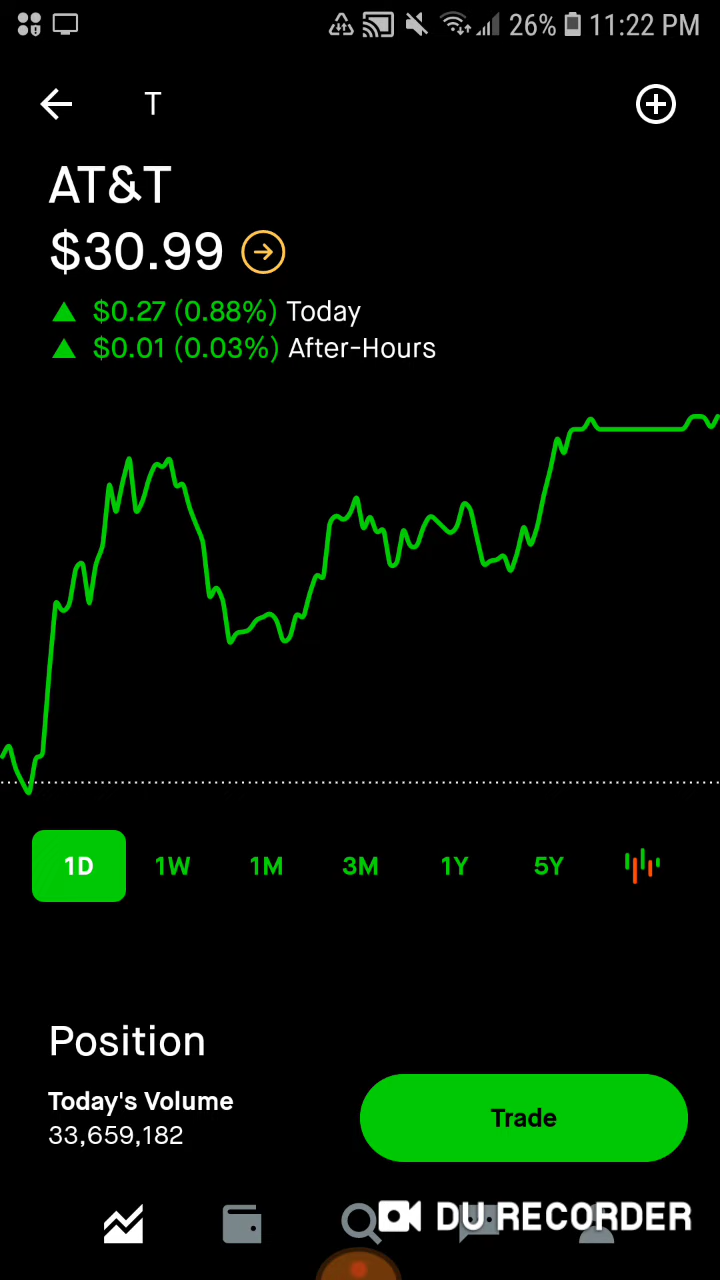 26% 11:22 PM
T
AT&T
$30.99
$0.27 (0.88%) Today
$0.01 (0.03%) After-Hours
1D 1W 1M 3M 1Y 5Y
Position
Today's Volume
33,659,182
Trade
DU RECORDER